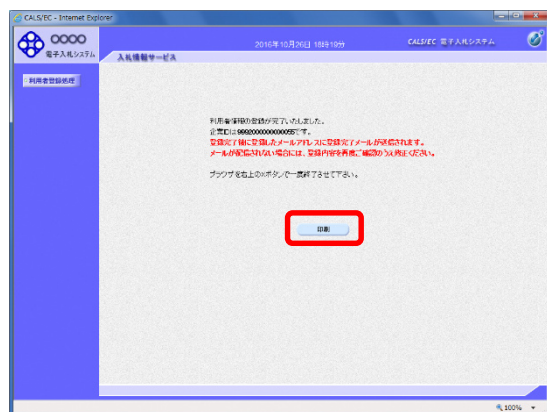 CALS/EC - Internet Explorer
OOOO
電子入札システム
2016年10月26日 18時19分
CALS/EC 電子入札システム
入札情報サービス
利用者登録処理
利用者情報の登録が完了いたしました。
企業IDは9992000000000055です。
登録完了後に登録したメールアドレスに登録完了メールが送信されます。
メールが配信されない場合には、登録内容を再度ご確認のうえ修正ください。
ブラウザを右上の×ボタンで一度終了させて下さい。
印刷
100%